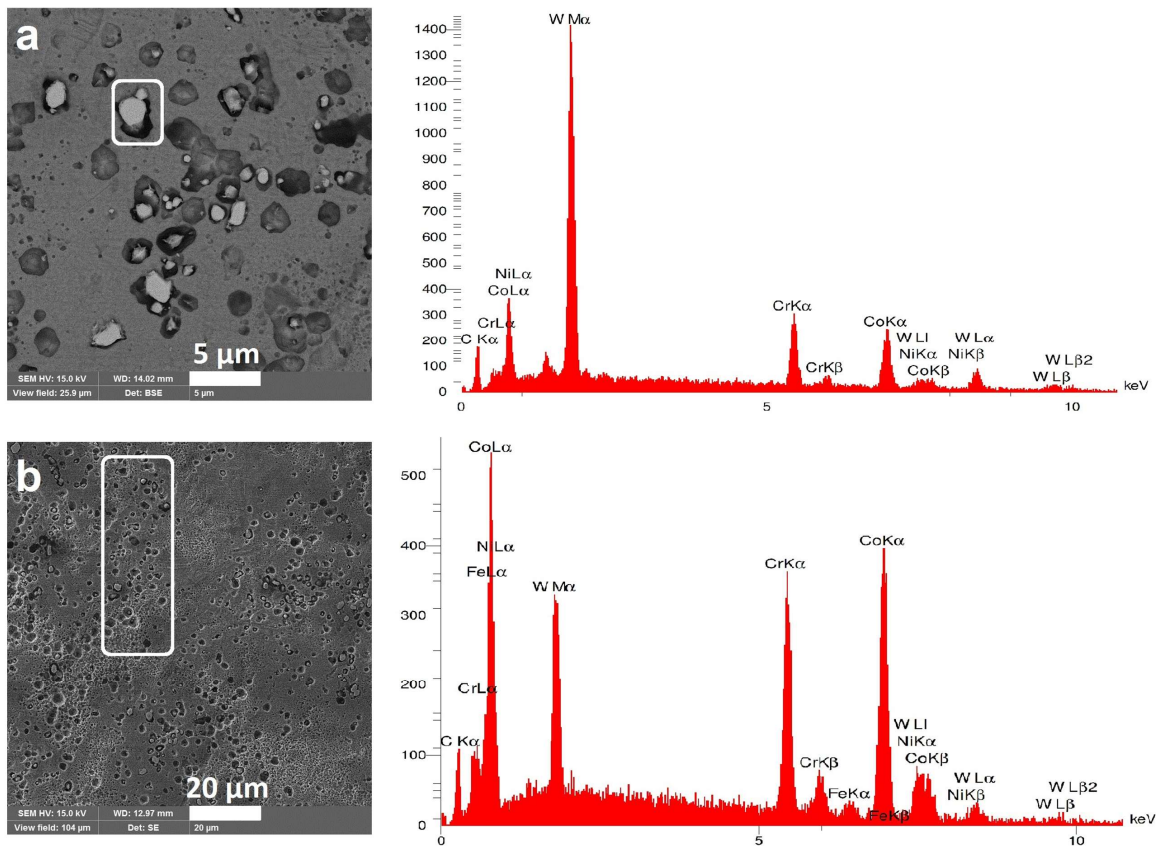 a
5 µm
SEM HV: 15.0 kV
WD: 14.02 mm
View field: 25.9 µm
Det: BSE
5 µm
1400
1300
1200
1100
1000
900
800
700
600
500
400
300
200
100
0
W Mα
NiLα
CoLα
CrLα
C Kα
CrKα
CrKβ
CoKα
W Ll
NiKα
CoKβ
W Lα
NiKβ
W Lβ2
W Lβ
keV
0
5
10
b
20 µm
SEM HV: 15.0 kV
WD: 12.97 mm
View field: 104 µm
Det: SE
20 µm
500
400
300
200
100
0
CoLα
NiLα
FeLα
W Mα
CrLα
C Kα
CrKα
CrKβ
FeKα
CoKα
FeKβ
W Ll
NiKα
CoKβ
W Lα
NiKβ
W Lβ2
W Lβ
keV
0
5
10